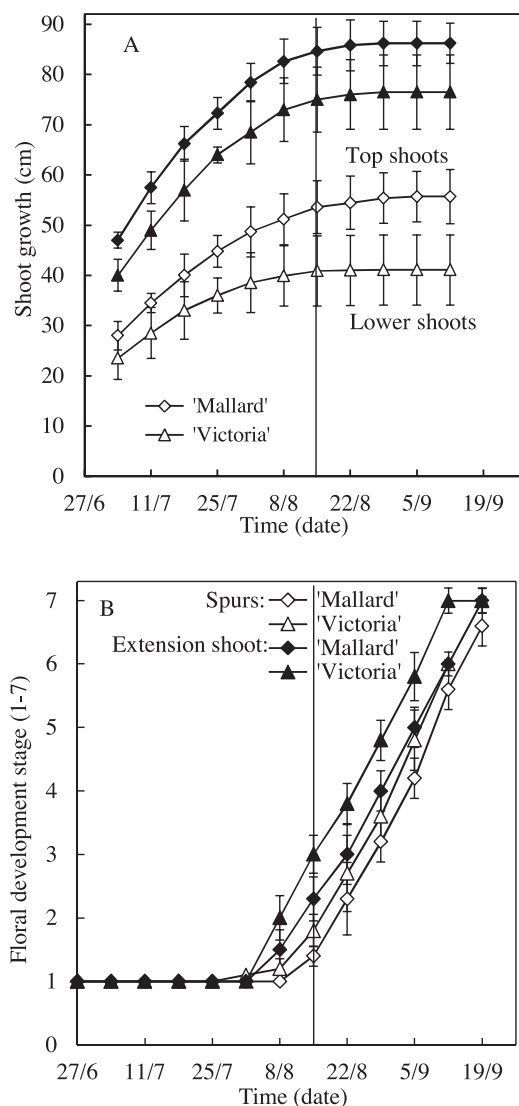 90
A
80
70
Top shoots
60
50
40
Lower shoots
30
20
'Mallard'
10
'Victoria'
0
27/6 11/7 25/7 8/8 22/8 5/9 19/9
Time (date)
Shoot growth (cm)
7
B
Spurs: 'Mallard'
'Victoria'
Extension shoot: 'Mallard'
'Victoria'
6
5
4
3
2
1
0
27/6 11/7 25/7 8/8 22/8 5/9 19/9
Time (date)
Floral development stage (1-7)